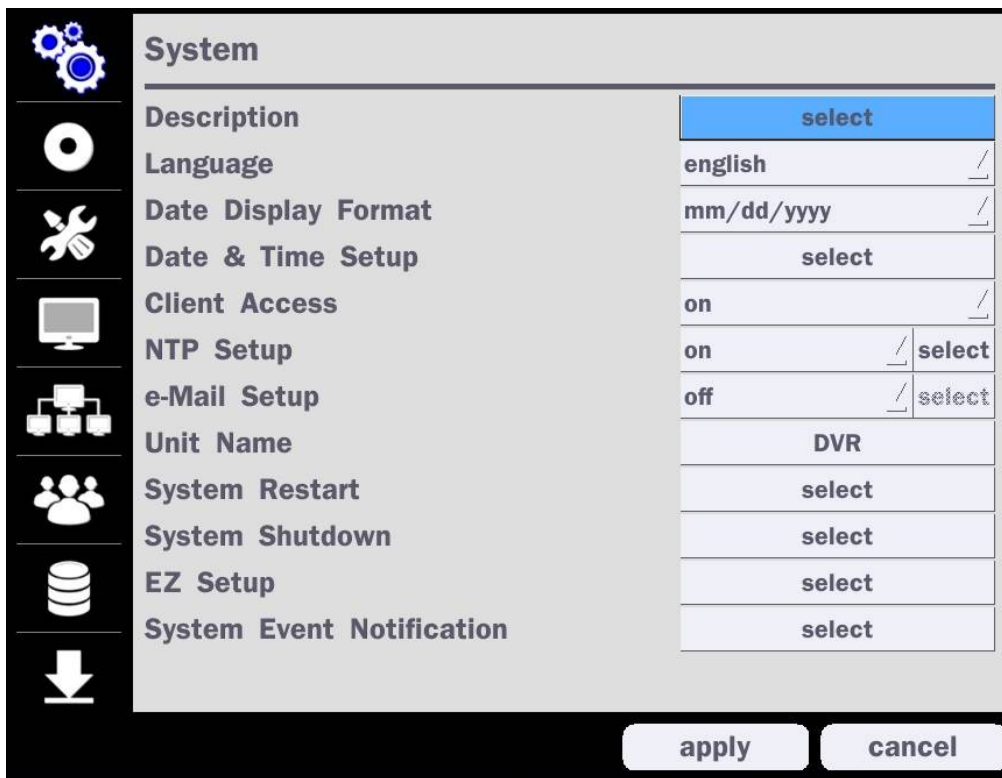 System
Description select
Language english
Date Display Format mm/dd/yyyy
Date & Time Setup select
Client Access on
NTP Setup on select
e-Mail Setup off select
Unit Name DVR
System Restart select
System Shutdown select
EZ Setup select
System Event Notification select
apply cancel